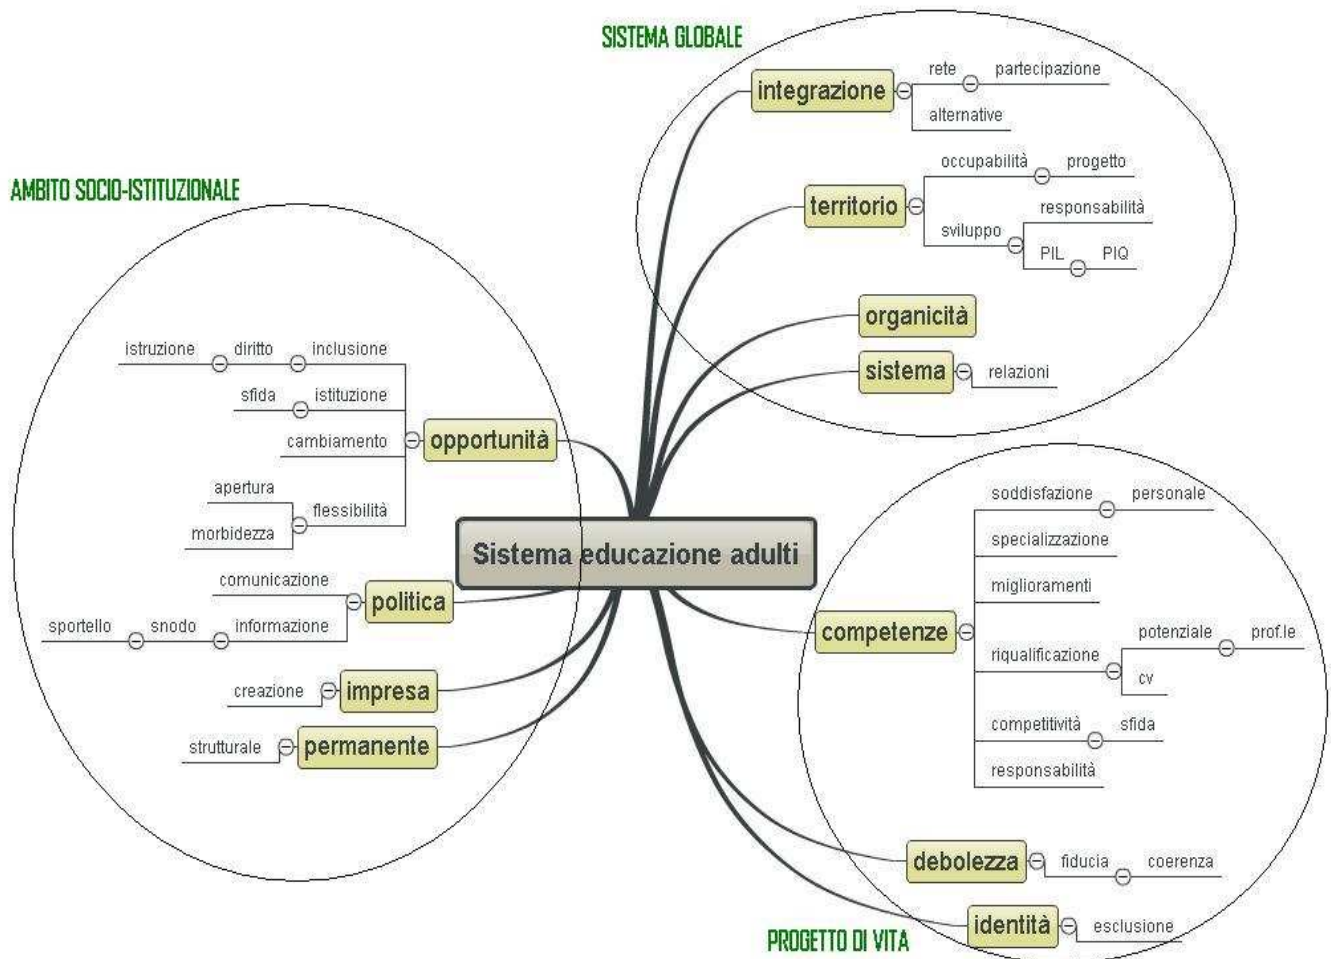 SISTEMA GLOBALE
integrazione
rete
partecipazione
alternative
territorio
occupabilità
progetto
sviluppo
responsabilità
PIL
PIQ
organicità
sistema
relazioni
AMBITO SOCIO-ISTITUZIONALE
opportunità
inclusione
diritto
istruzione
istituzione
sfida
cambiamento
flessibilità
apertura
morbidezza
politica
comunicazione
informazione
snodo
sportello
impresa
creazione
permanente
strutturale
Sistema educazione adulti
competenze
soddisfazione
personale
specializzazione
miglioramenti
riqualificazione
potenziale
prof.le
cv
competitività
sfida
responsabilità
debolezza
fiducia
coerenza
identità
esclusione
PROGETTO DI VITA